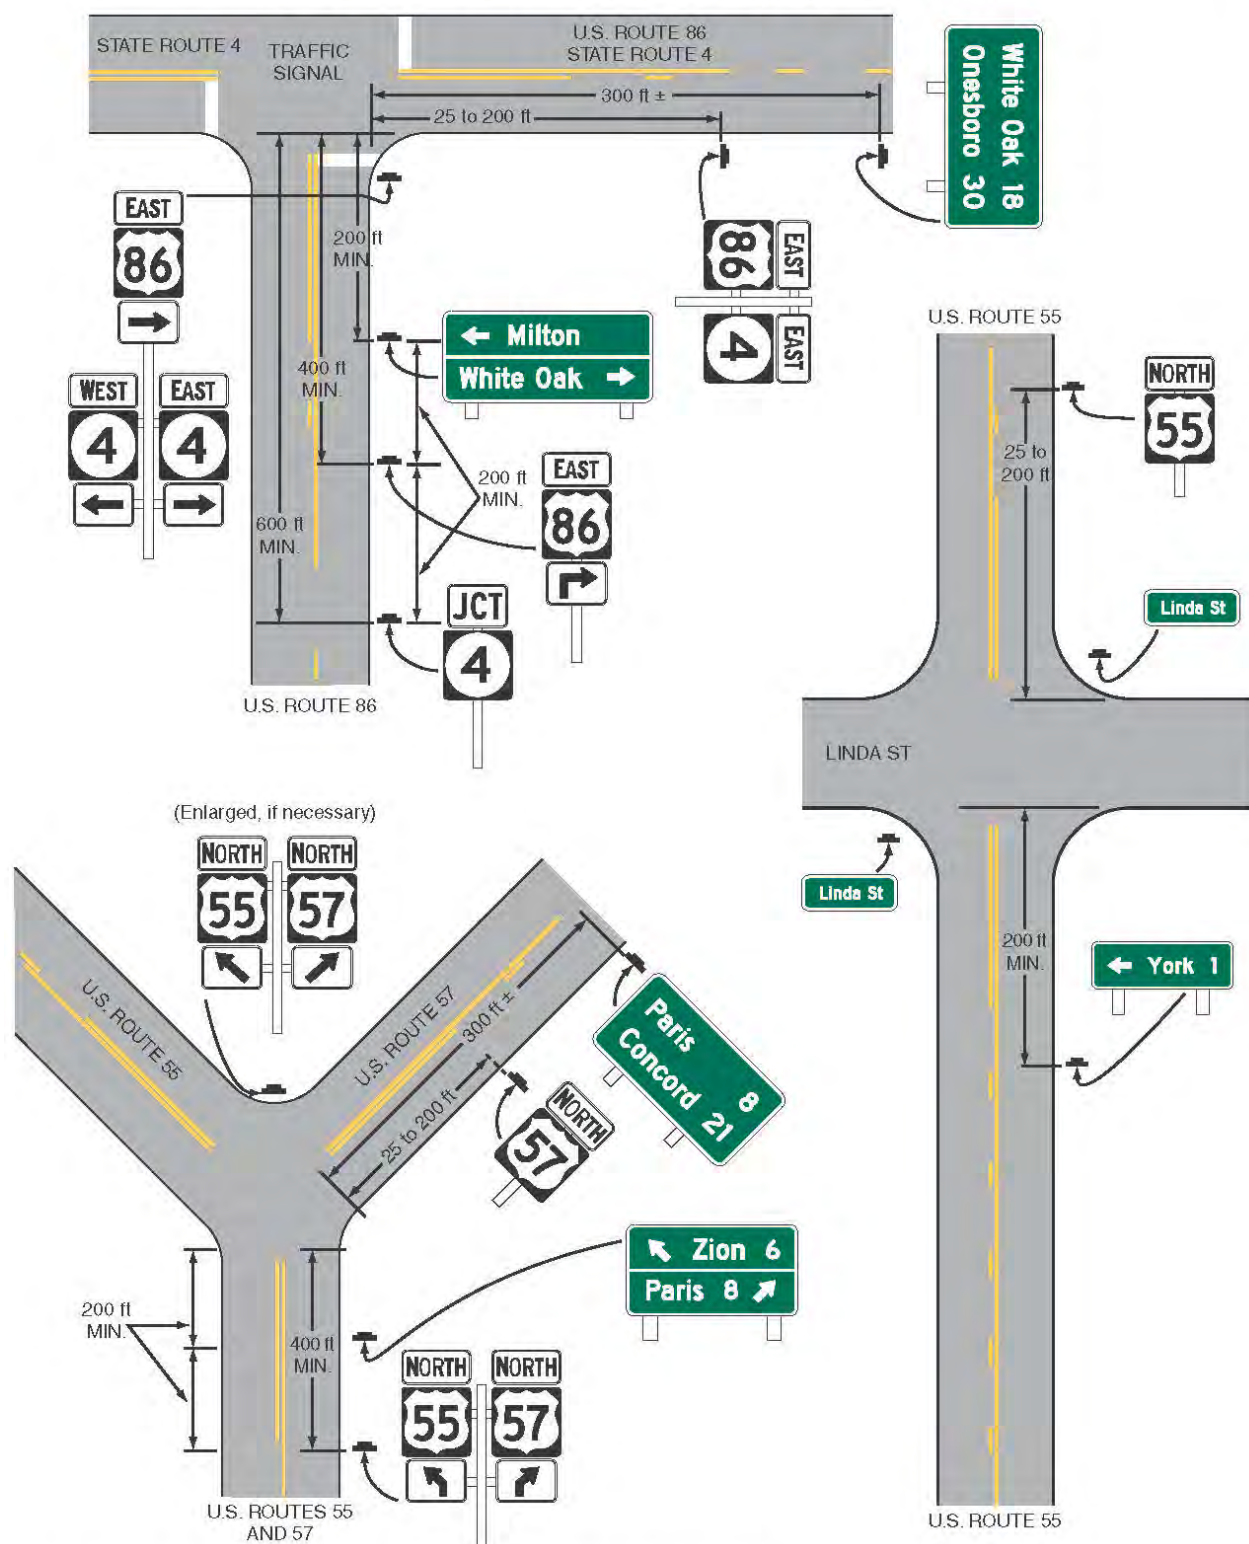 STATE ROUTE 4
TRAFFIC
SIGNAL
U.S. ROUTE 86
STATE ROUTE 4
300 ft ±
25 to 200 ft
White Oak 18
Onesboro 30
EAST
86
EAST
4
EAST
86
WEST
4
EAST
4
200 ft
MIN.
400 ft
MIN.
600 ft
MIN.
Milton
White Oak
200 ft
MIN.
EAST
86
JCT
4
U.S. ROUTE 86
U.S. ROUTE 55
NORTH
55
25 to
200 ft
Linda St
LINDA ST
Linda St
200 ft
MIN.
York 1
U.S. ROUTE 55
(Enlarged, if necessary)
NORTH
55
NORTH
57
U.S. ROUTE 55
U.S. ROUTE 57
300 ft ±
25 to 200 ft
Paris 8
Concord 21
NORTH
57
Zion 6
Paris 8
200 ft
MIN.
400 ft
MIN.
NORTH
55
NORTH
57
U.S. ROUTES 55
AND 57